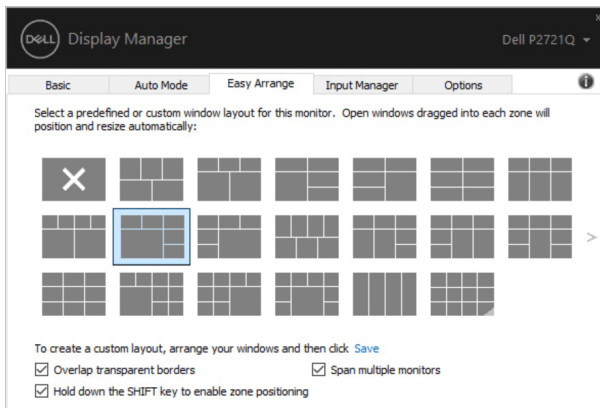 DELL Display Manager
Dell P2721Q
Basic Auto Mode Easy Arrange Input Manager Options
Select a predefined or custom window layout for this monitor. Open windows dragged into each zone will
position and resize automatically:
To create a custom layout, arrange your windows and then click Save
Overlap transparent borders
Span multiple monitors
Hold down the SHIFT key to enable zone positioning